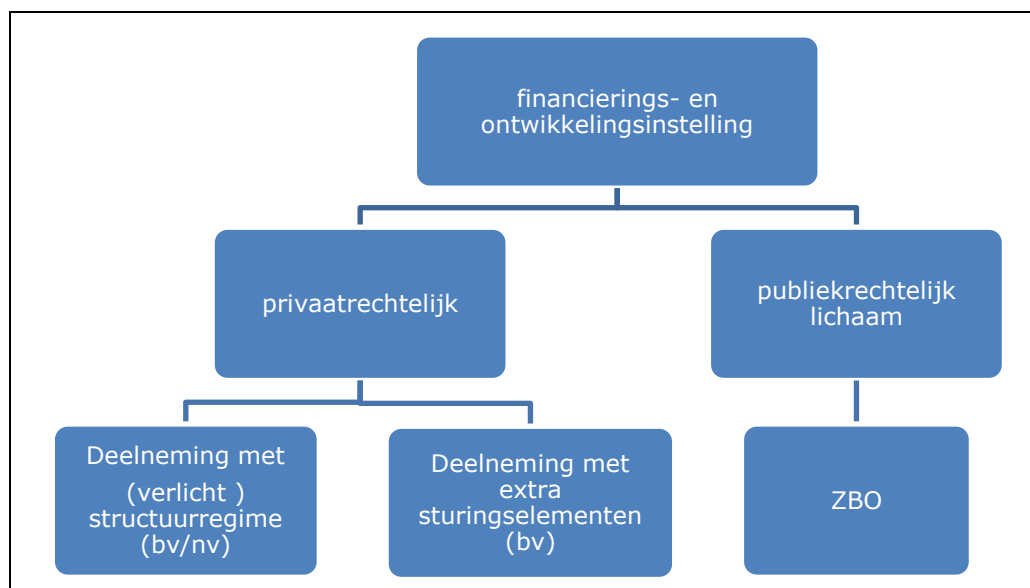 financierings- en
ontwikkelingsinstelling
privaatrechtelijk
publiekrechtelijk
lichaam
Deelneming met
(verlicht )
structuurregime
(bv/nv)
Deelneming met
extra
sturingselementen
(bv)
ZBO